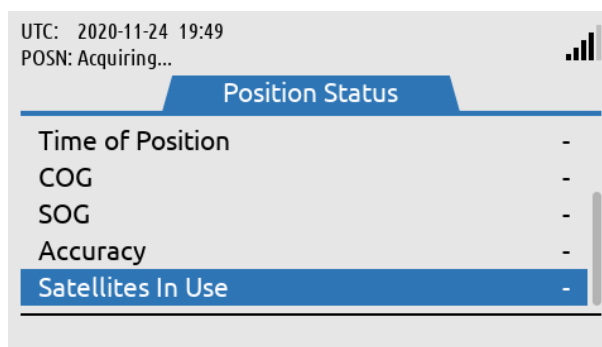 UTC: 2020-11-24 19:49
POSN: Acquiring...
Position Status
Time of Position -
COG -
SOG -
Accuracy -
Satellites In Use -